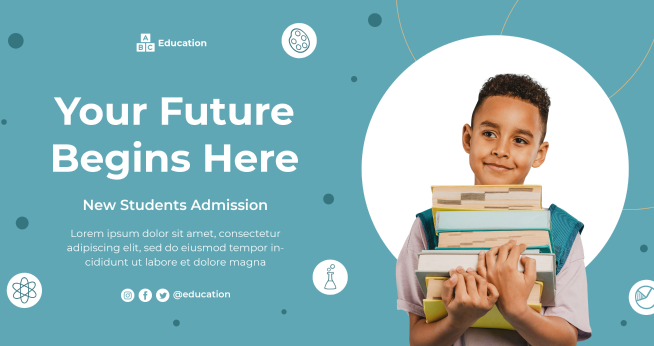 A
B C
Education
Your Future
Begins Here
New Students Admission
Lorem ipsum dolor sit amet, consectetur
adipiscing elit, sed do eiusmod tempor in-
cididunt ut labore et dolore magna
@education